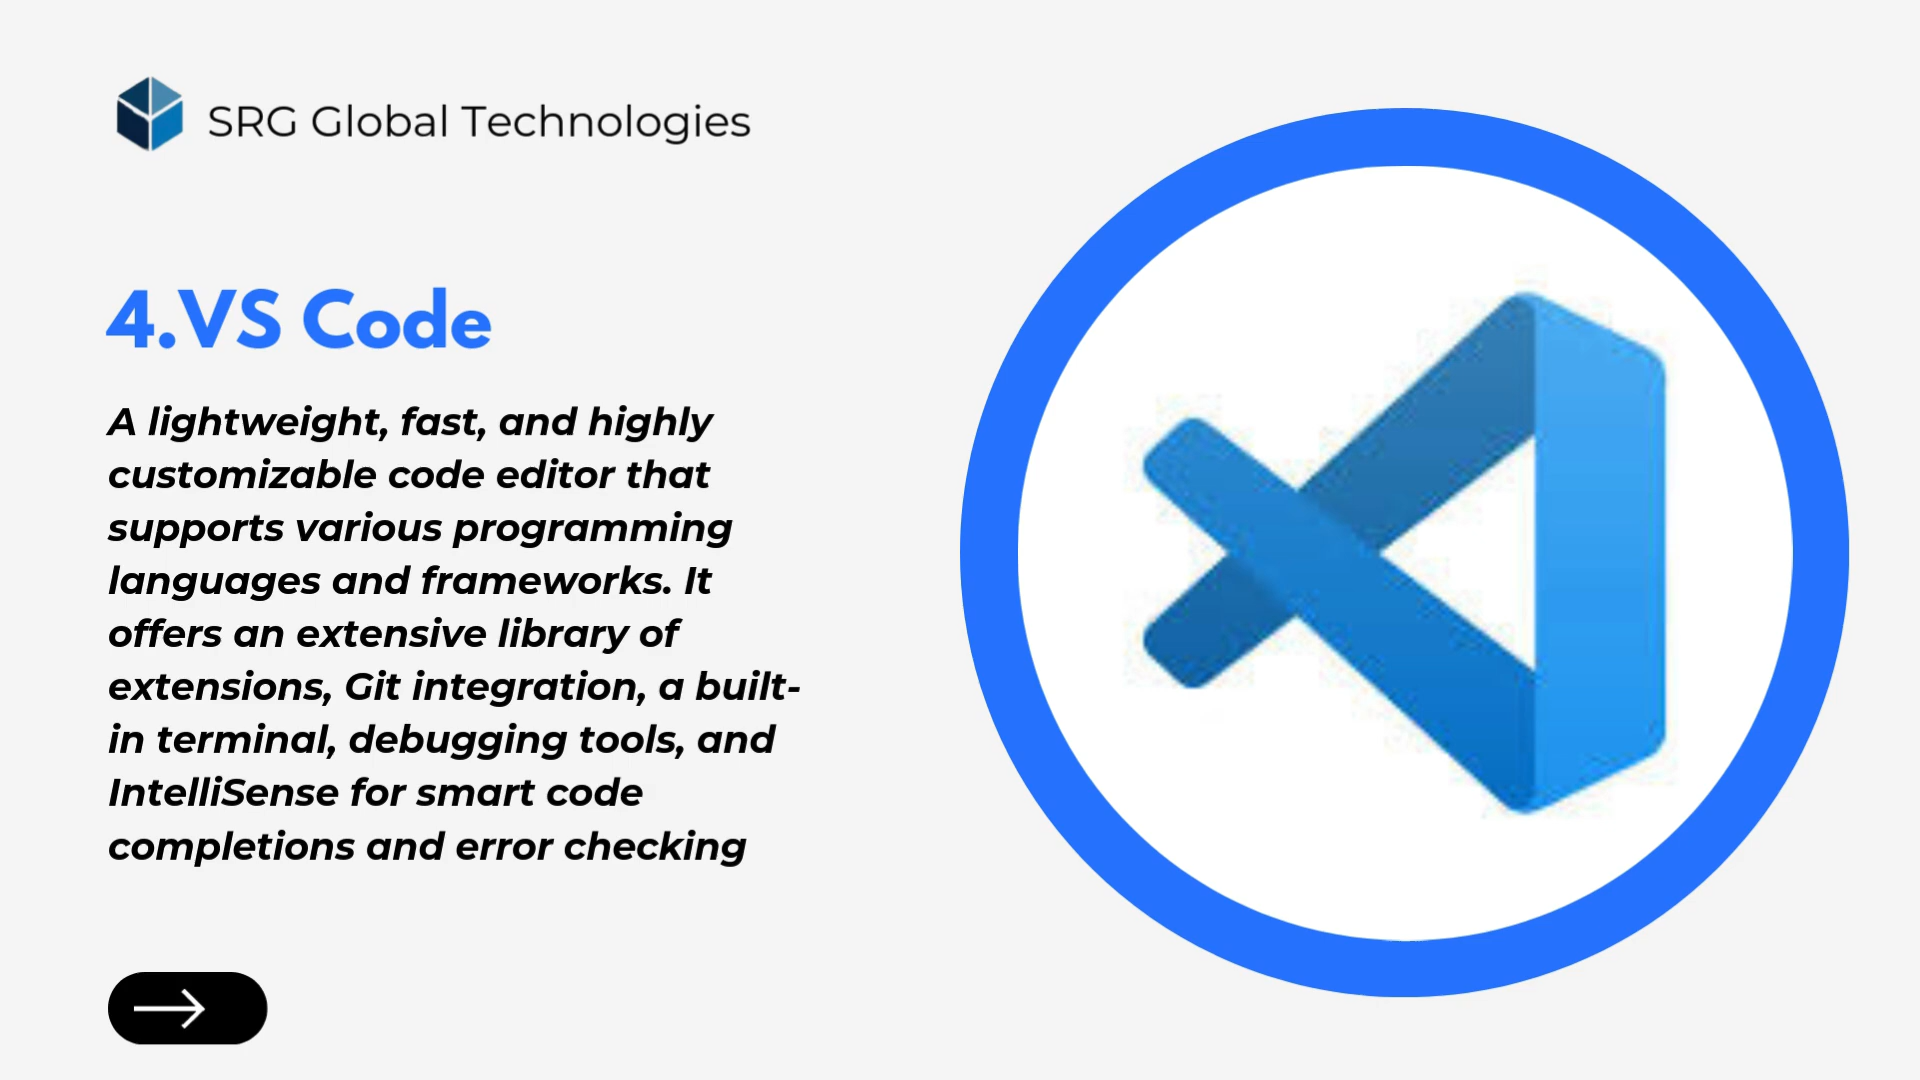 SRG Global Technologies
4.VS Code
A lightweight, fast, and highly
customizable code editor that
supports various programming
languages and frameworks. It
offers an extensive library of
extensions, Git integration, a built-
in terminal, debugging tools, and
IntelliSense for smart code
completions and error checking